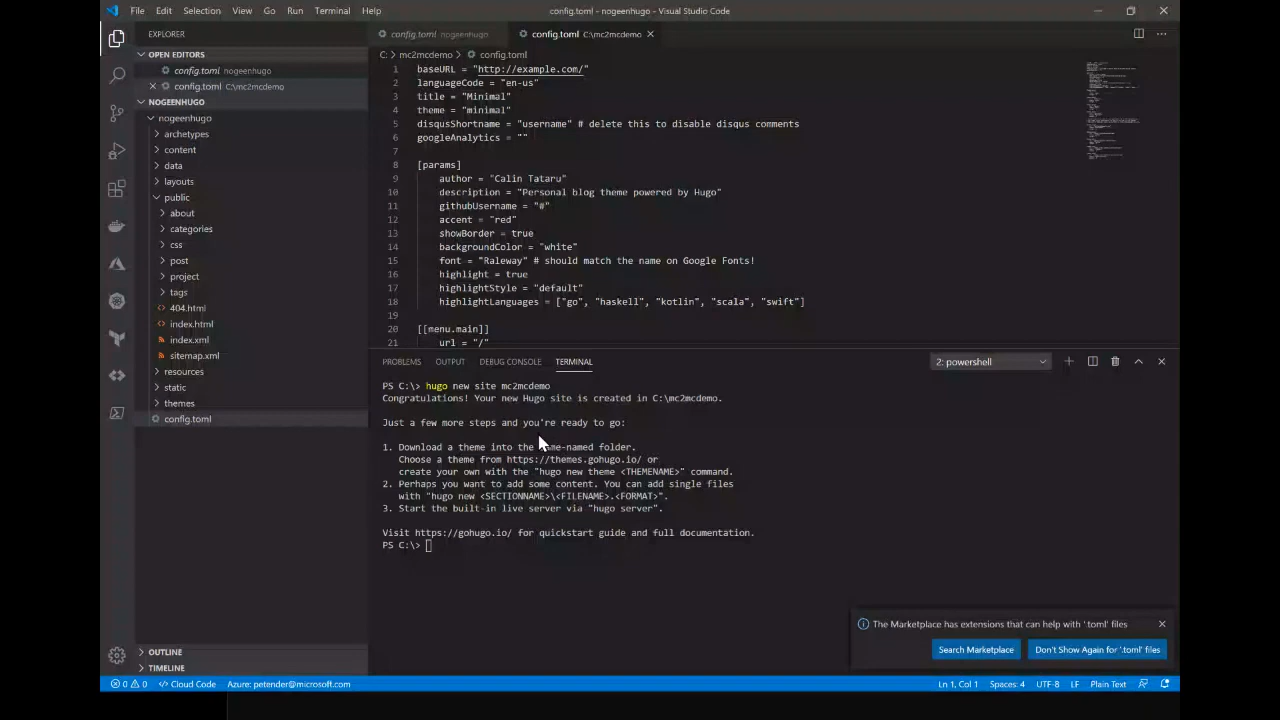 File Edit Selection View Go Run Terminal Help
config.toml - nogeenhugo - Visual Studio Code
EXPLORER
OPEN EDITORS
config.toml nogeenhugo
config.toml C:\mc2mcdemo
NOGEENHUGO
nogeenhugo
archetypes
content
data
layouts
public
about
categories
css
post
project
tags
404.html
index.html
index.xml
sitemap.xml
resources
static
themes
config.toml
OUTLINE
TIMELINE
config.toml nogeenhugo
config.toml C:\mc2mcdemo
C: > mc2mcdemo > config.toml
1 baseURL = "http://example.com/"
2 languageCode = "en-us"
3 title = "Minimal"
4 theme = "minimal"
5 disqusShortname = "username" # delete this to disable disqus comments
6 googleAnalytics = ""
7
8 [params]
9 author = "Calin Tataru"
10 description = "Personal blog theme powered by Hugo"
11 githubUsername = "#"
12 accent = "red"
13 showBorder = true
14 backgroundColor = "white"
15 font = "Raleway" # should match the name on Google Fonts!
16 highlight = true
17 highlightStyle = "default"
18 highlightLanguages = ["go", "haskell", "kotlin", "scala", "swift"]
19
20 [[menu.main]]
21 url = "/"
PROBLEMS OUTPUT DEBUG CONSOLE TERMINAL
2: powershell
PS C:\> hugo new site mc2mcdemo
Congratulations! Your new Hugo site is created in C:\mc2mcdemo.
Just a few more steps and you're ready to go:
1. Download a theme into the me-named folder.
Choose a theme from https://themes.gohugo.io/ or
create your own with the "hugo new theme <THEMENAME>" command.
2. Perhaps you want to add some content. You can add single files
with "hugo new <SECTIONNAME>\<FILENAME>.<FORMAT>".
3. Start the built-in live server via "hugo server".
Visit https://gohugo.io/ for quickstart guide and full documentation.
PS C:\>
The Marketplace has extensions that can help with '.toml' files
Search Marketplace
Don't Show Again for '.toml' files
0 0 Cloud Code Azure: petender@microsoft.com
Ln 1, Col 1 Spaces: 4 UTF-8 LF Plain Text